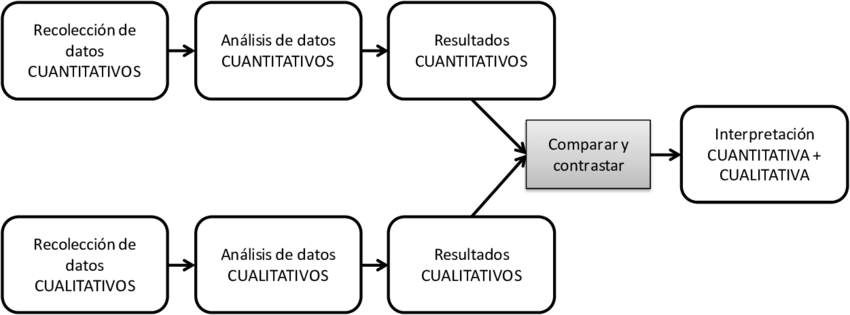 Recolección de
datos
CUANTITATIVOS
Análisis de datos
CUANTITATIVOS
Resultados
CUANTITATIVOS
Comparar y
contrastar
Interpretación
CUANTITATIVA +
CUALITATIVA
Recolección de
datos
CUALITATIVOS
Análisis de datos
CUALITATIVOS
Resultados
CUALITATIVOS